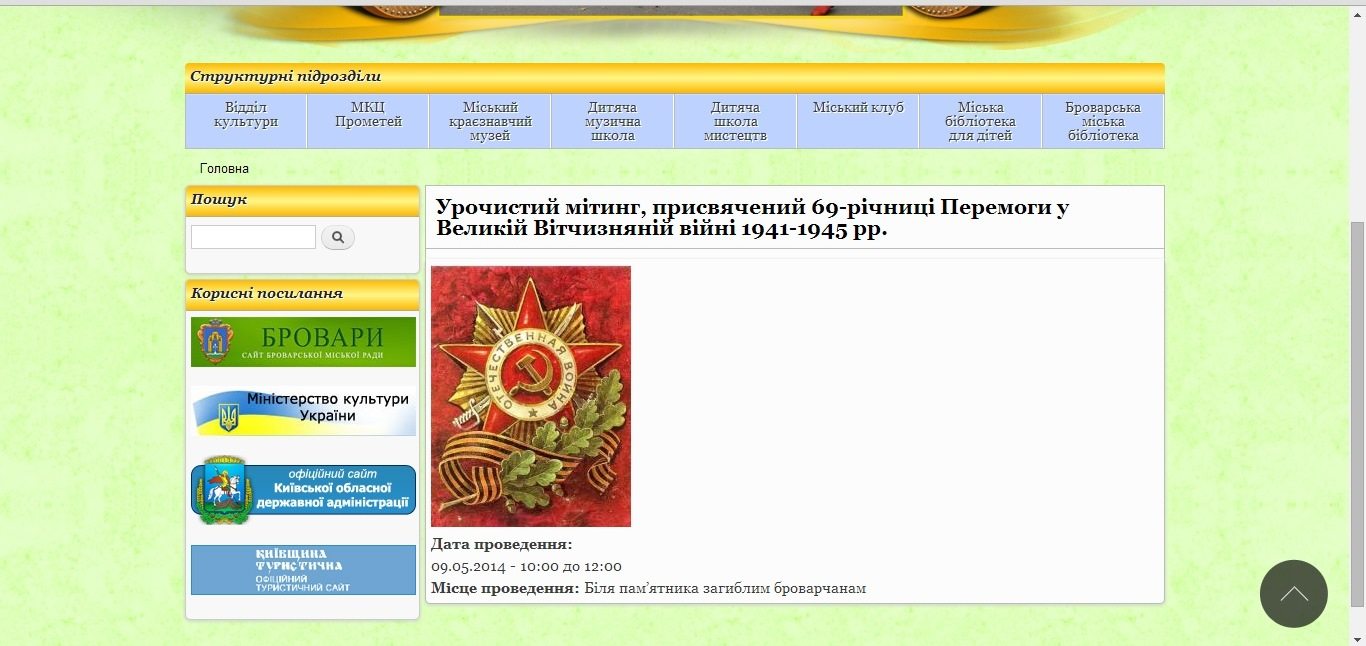 Структурні підрозділи
Відділ
культури
МКЦ
Прометей
Міський
краєзнавчий
музей
Дитяча
музична
школа
Дитяча
школа
мистецтв
Міський клуб
Міська
бібліотека
для дітей
Броварська
міська
бібліотека
Головна
Пошук
Корисні посилання
БРОВАРИ
САЙТ БРОВАРСЬКОЇ МІСЬКОЇ РАДИ
Міністерство культури
України
офіційний сайт
Київської обласної
державної адміністрації
КИЇВЩИНА
ТУРИСТИЧНА
ОФІЦІЙНИЙ
ТУРИСТИЧНИЙ САЙТ
Урочистий мітинг, присвячений 69-річниці Перемоги у
Великій Вітчизняній війні 1941-1945 рр.
ОТЕЧЕСТВЕННАЯ ВОЙНА
Дата проведення:
09.05.2014 - 10:00 до 12:00
Місце проведення: Біля пам'ятника загиблим броварчанам